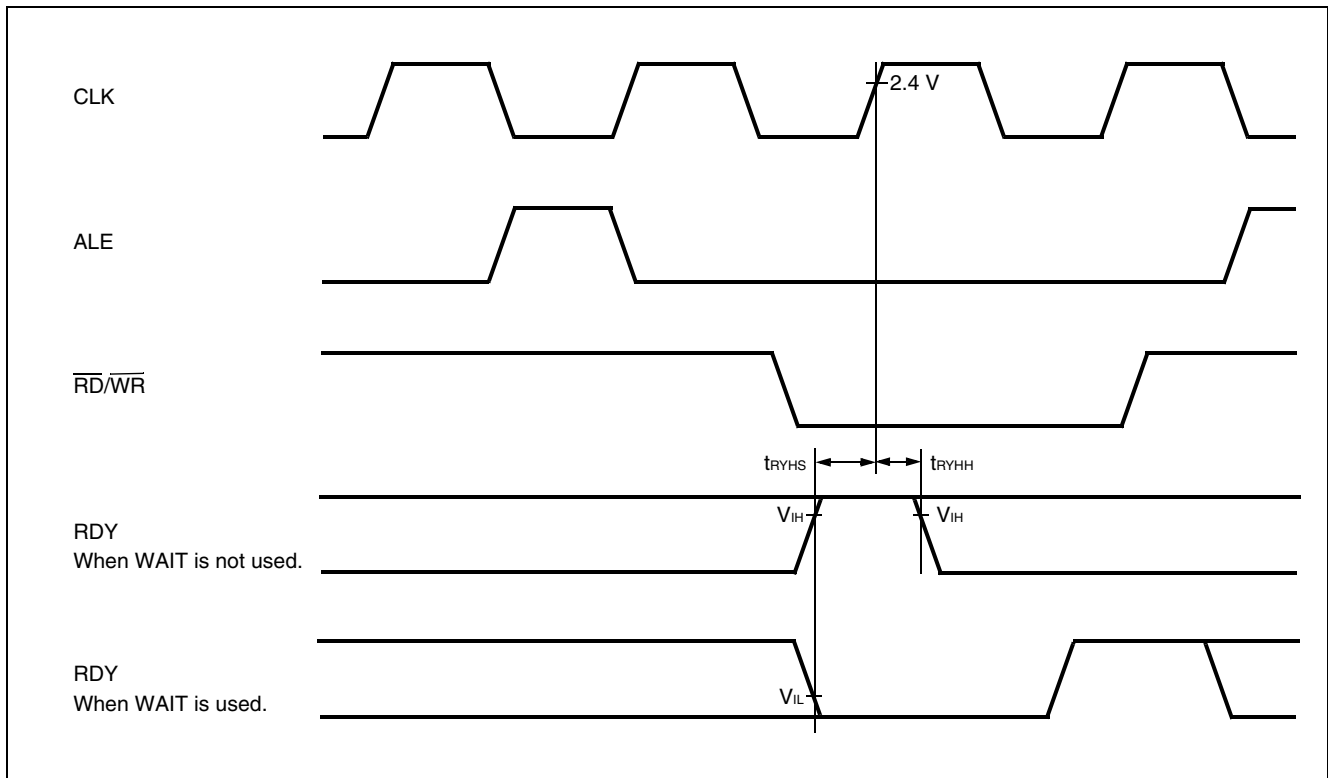 CLK
2.4 V
ALE
RD/WR
tRYHS
tRYHH
RDY
When WAIT is not used.
VIH
VIH
RDY
When WAIT is used.
VIL